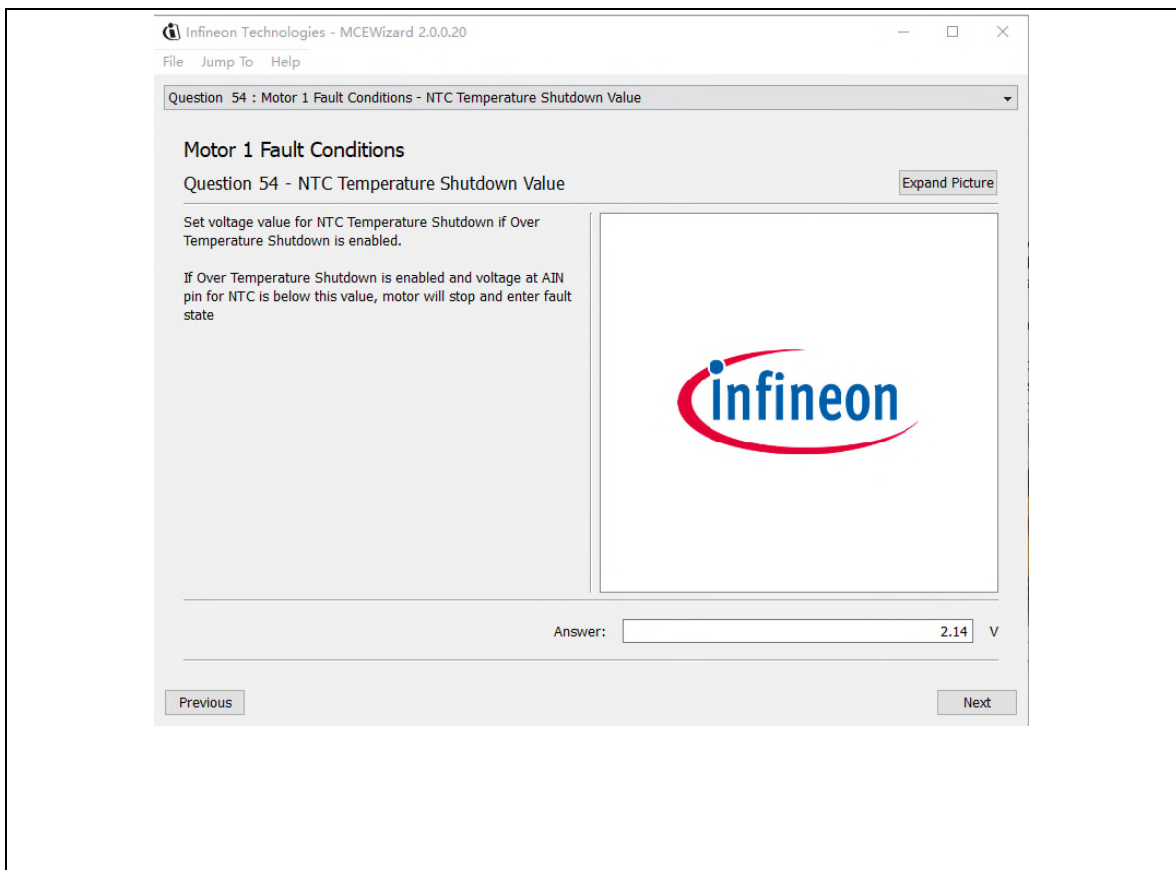 Infineon Technologies - MCEWizard 2.0.0.20
File Jump To Help
Question 54 : Motor 1 Fault Conditions - NTC Temperature Shutdown Value
Motor 1 Fault Conditions
Question 54 - NTC Temperature Shutdown Value
Expand Picture
Set voltage value for NTC Temperature Shutdown if Over
Temperature Shutdown is enabled.
If Over Temperature Shutdown is enabled and voltage at AIN
pin for NTC is below this value, motor will stop and enter fault
state
infineon
Answer: 2.14 V
Previous Next